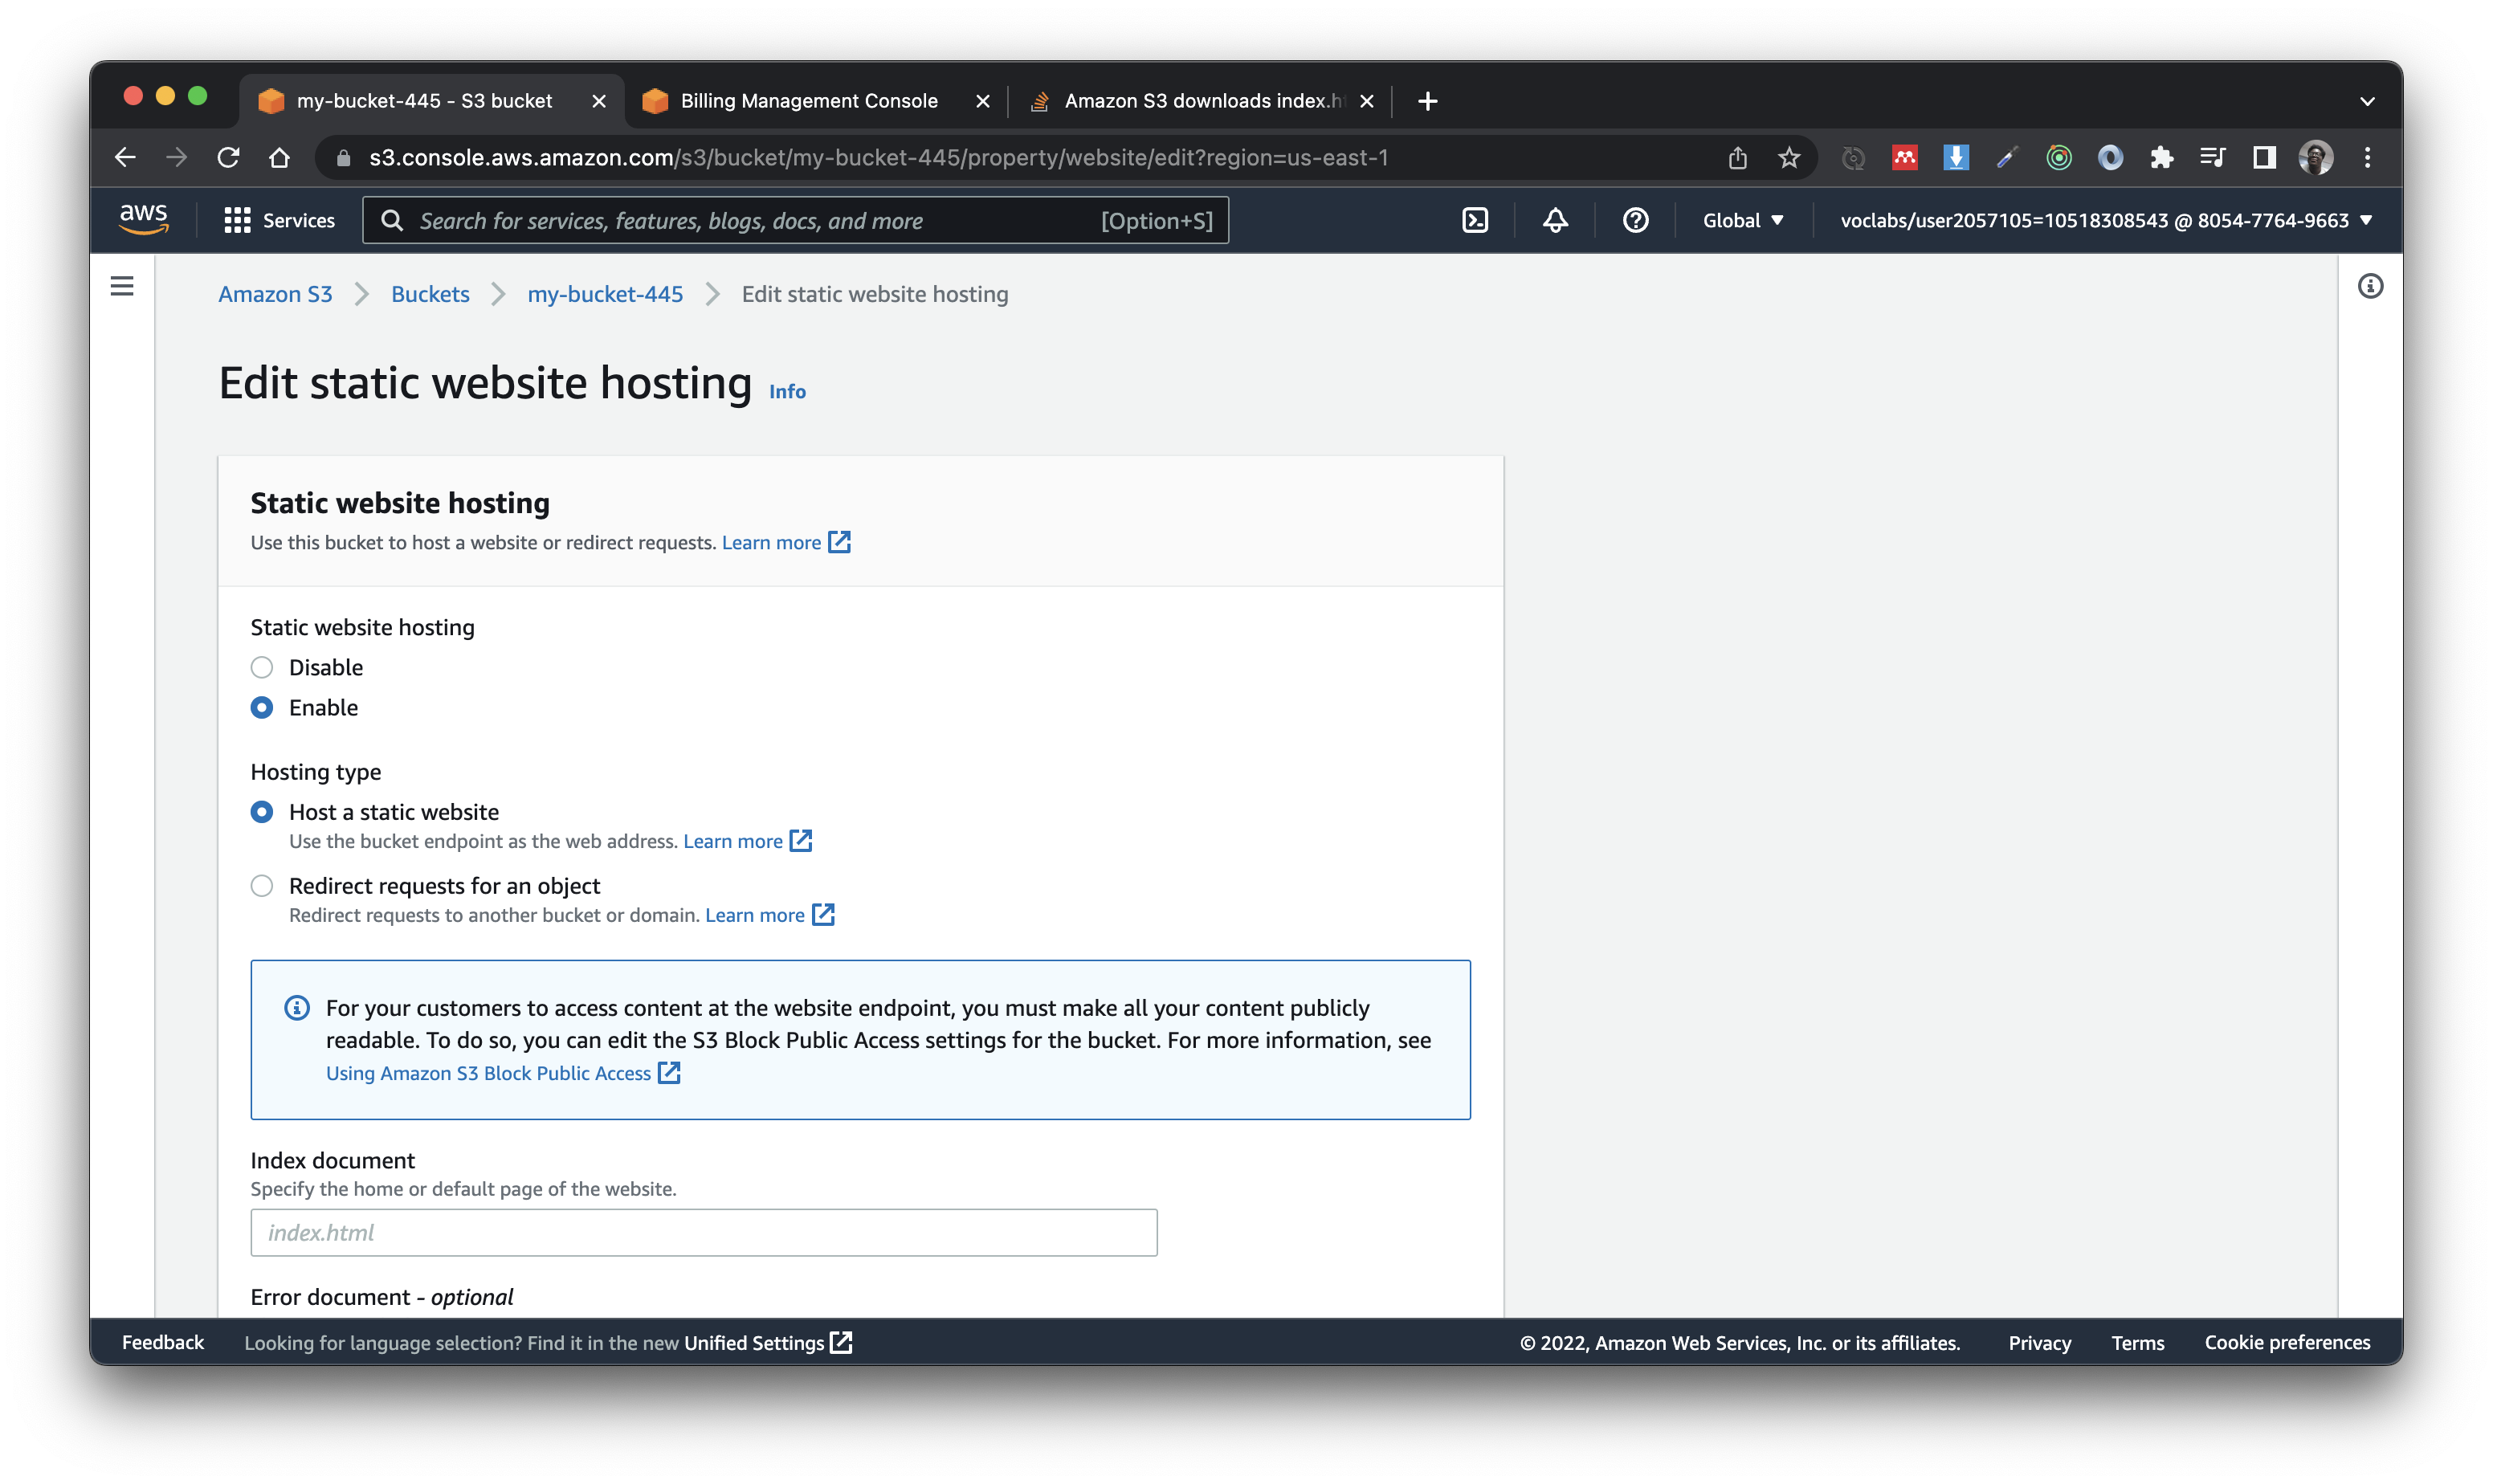 my-bucket-445 - S3 bucket
Billing Management Console
Amazon S3 downloads index.h
s3.console.aws.amazon.com/s3/bucket/my-bucket-445/property/website/edit?region=us-east-1
aws
Services
Search for services, features, blogs, docs, and more
[Option+S]
Global
voclabs/user2057105=10518308543 @ 8054-7764-9663
Amazon S3
Buckets
my-bucket-445
Edit static website hosting
Edit static website hosting
Info
Static website hosting
Use this bucket to host a website or redirect requests. Learn more
Static website hosting
Disable
Enable
Hosting type
Host a static website
Use the bucket endpoint as the web address. Learn more
Redirect requests for an object
Redirect requests to another bucket or domain. Learn more
For your customers to access content at the website endpoint, you must make all your content publicly
readable. To do so, you can edit the S3 Block Public Access settings for the bucket. For more information, see
Using Amazon S3 Block Public Access
Index document
Specify the home or default page of the website.
index.html
Error document - optional
Feedback
Looking for language selection? Find it in the new Unified Settings
© 2022, Amazon Web Services, Inc. or its affiliates.
Privacy
Terms
Cookie preferences